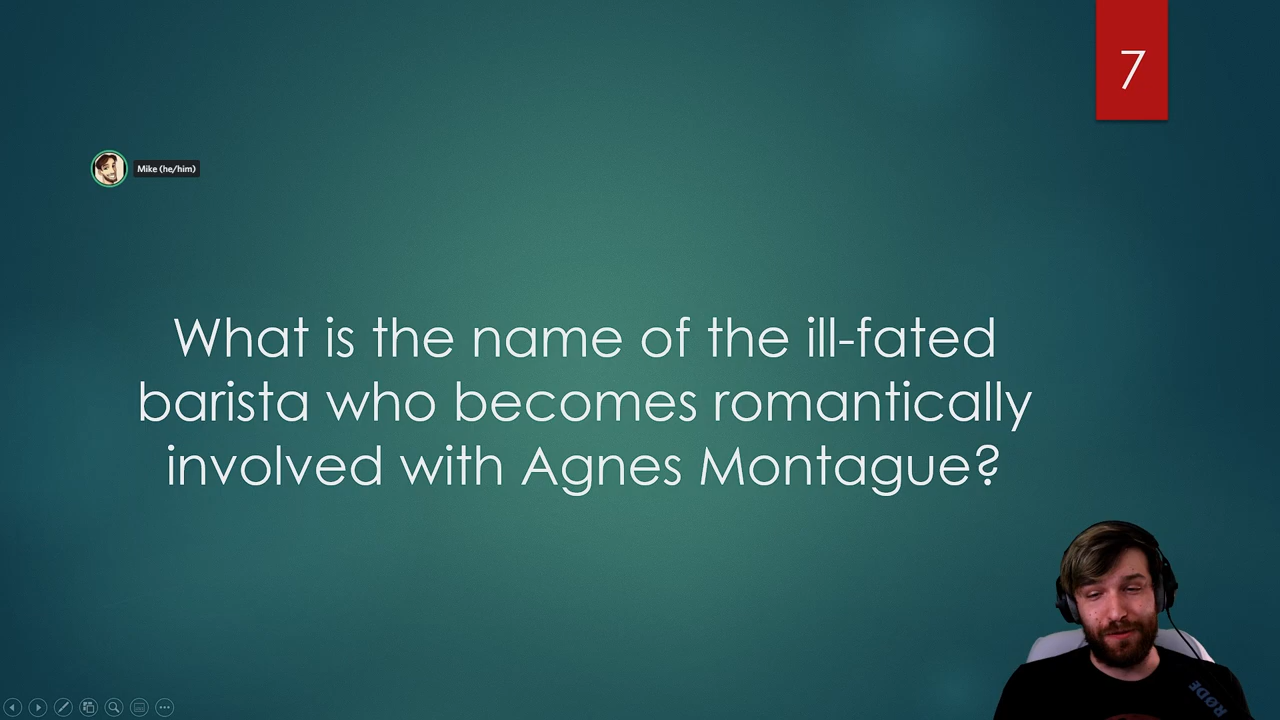 7
Mike (he/him)
What is the name of the ill-fated
barista who becomes romantically
involved with Agnes Montague?
RØDE